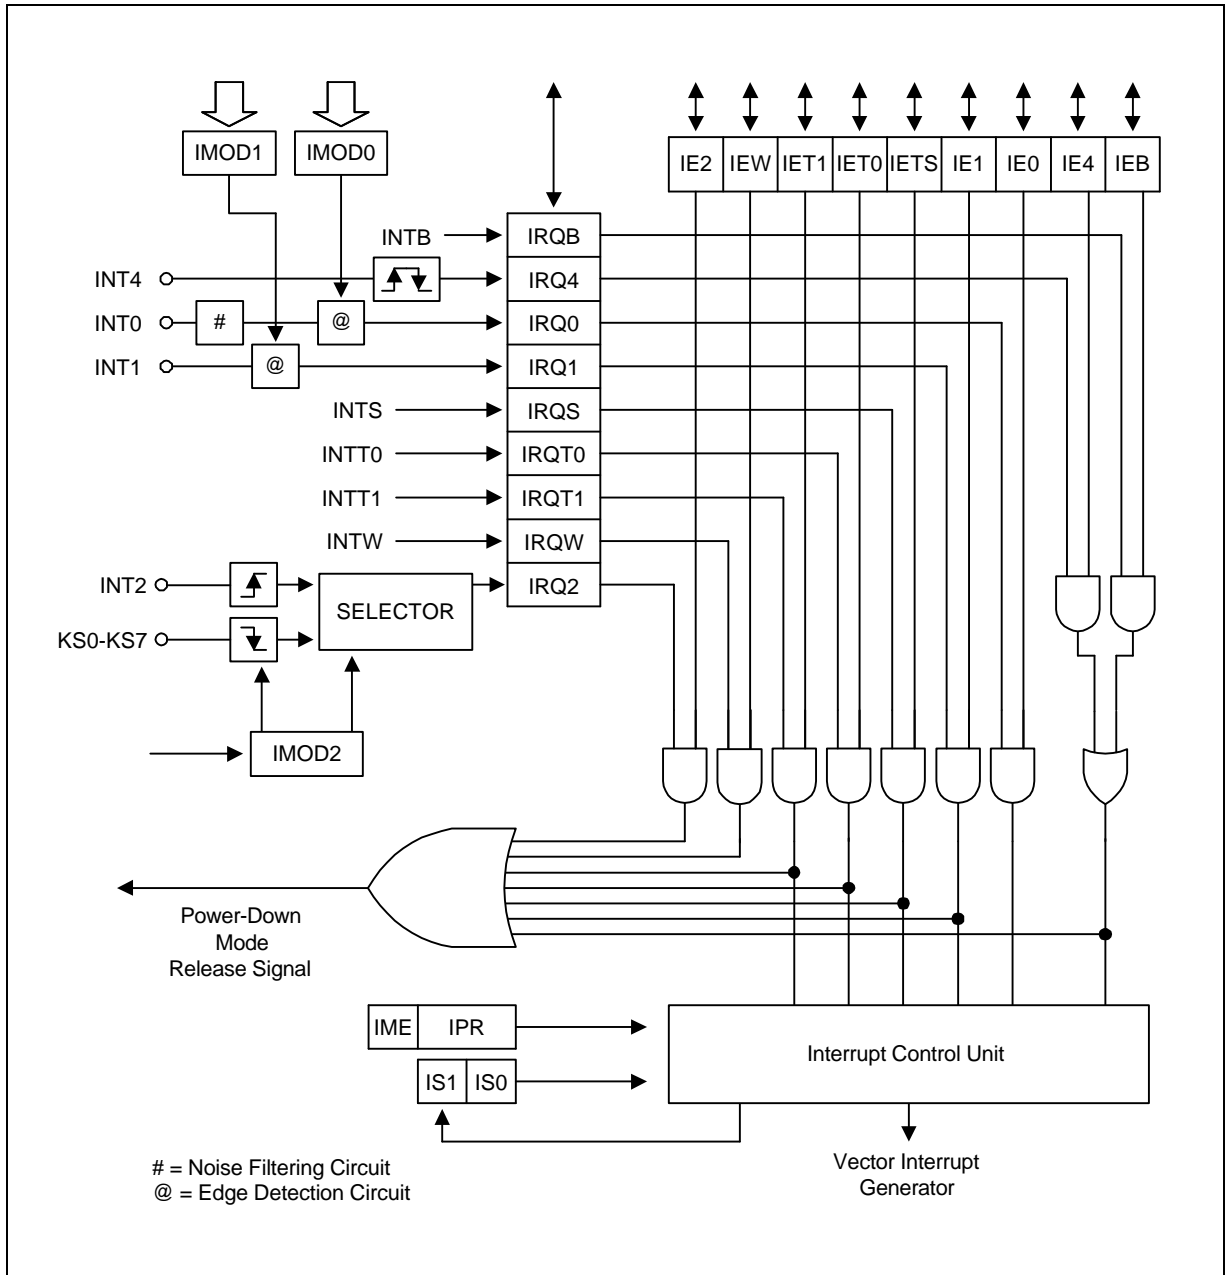 IMOD1
IMOD0
IE2
IEW
IET1
IET0
IETS
IE1
IE0
IE4
IEB
INTB
IRQB
INT4
IRQ4
INT0
#
@
IRQ0
INT1
@
IRQ1
INTS
IRQS
INTT0
IRQT0
INTT1
IRQT1
INTW
IRQW
INT2
IRQ2
SELECTOR
KS0-KS7
IMOD2
Power-Down
Mode
Release Signal
IME
IPR
Interrupt Control Unit
IS1
IS0
Vector Interrupt
Generator
# = Noise Filtering Circuit
@ = Edge Detection Circuit